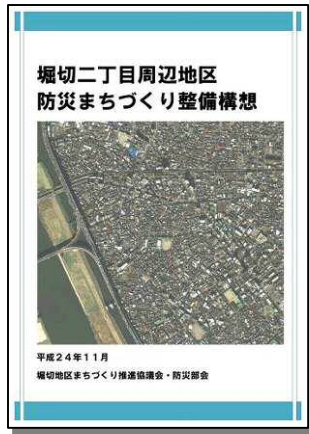 堀切二丁目周辺地区
防災まちづくり整備構想
平成24年11月
堀切地区まちづくり推進協議会・防災部会